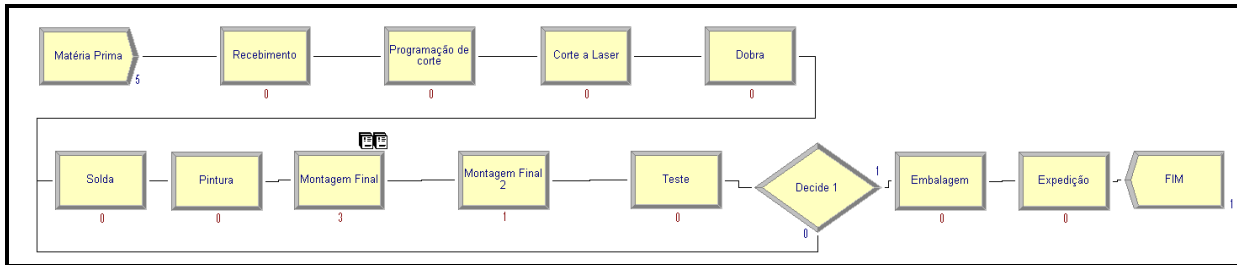 Matéria Prima
5
Recebimento
0
Programação de
corte
0
Corte a Laser
0
Dobra
0
Solda
0
Pintura
0
Montagem Final
3
Montagem Final
2
1
Teste
0
Decide 1
1
0
Embalagem
0
Expedição
0
FIM
1